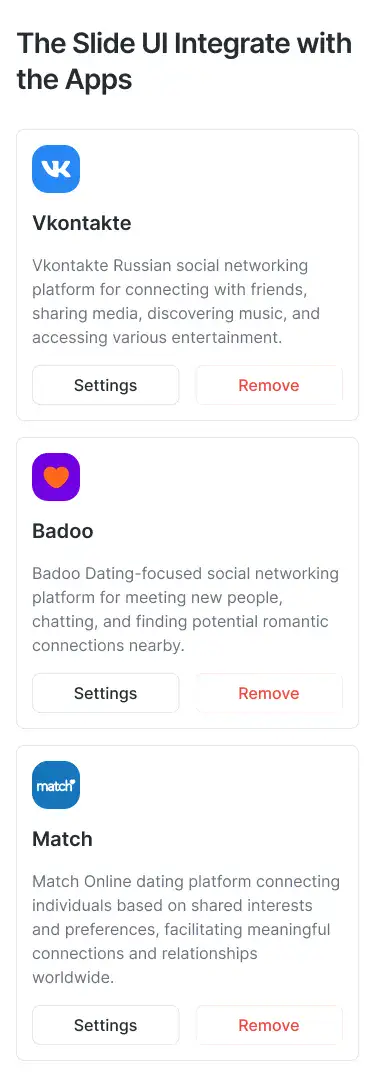 The Slide UI Integrate with
the Apps
Vkontakte
Vkontakte Russian social networking
platform for connecting with friends,
sharing media, discovering music, and
accessing various entertainment.
Settings
Remove
Badoo
Badoo Dating-focused social networking
platform for meeting new people,
chatting, and finding potential romantic
connections nearby.
Settings
Remove
match
Match
Match Online dating platform connecting
individuals based on shared interests
and preferences, facilitating meaningful
connections and relationships
worldwide.
Settings
Remove